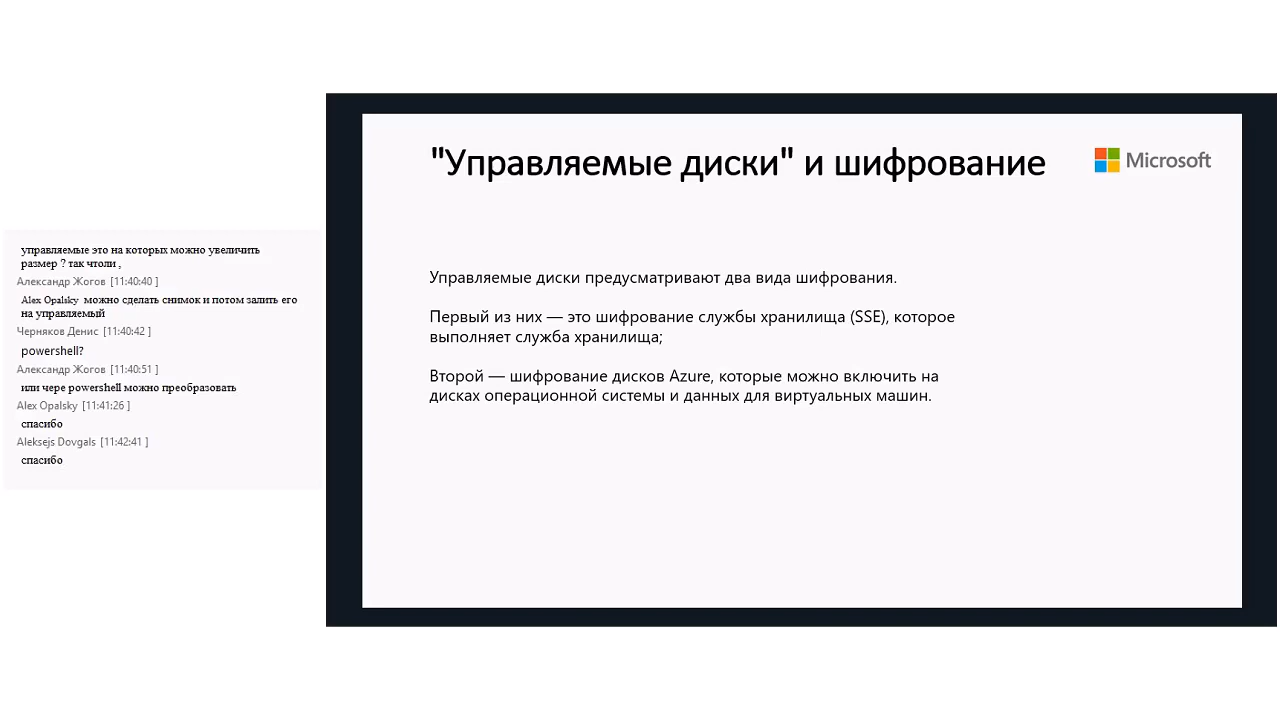 управляемые это на которых можно увеличить
размер ? так чтоли ,
Александр Жогов [11:40:40 ]
Alex Opalsky можно сделать снимок и потом залить его
на управляемый
Черняков Денис [11:40:42 ]
powershell?
Александр Жогов [11:40:51 ]
или чере powershell можно преобразовать
Alex Opalsky [11:41:26 ]
спасибо
Aleksejs Dovgals [11:42:41 ]
спасибо
"Управляемые диски" и шифрование
Microsoft
Управляемые диски предусматривают два вида шифрования.
Первый из них — это шифрование службы хранилища (SSE), которое
выполняет служба хранилища;
Второй — шифрование дисков Azure, которые можно включить на
дисках операционной системы и данных для виртуальных машин.